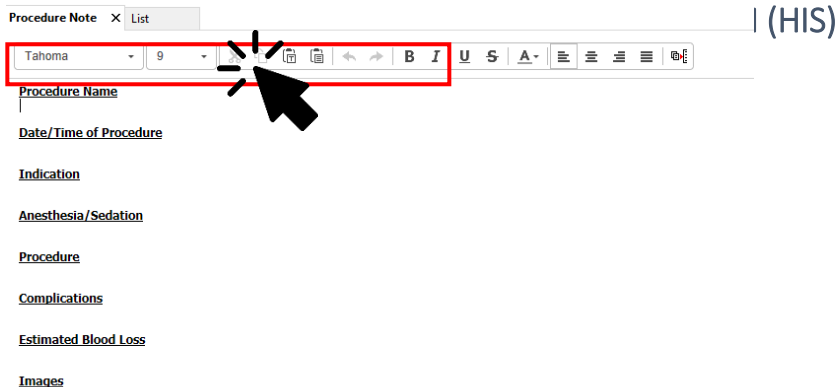 Procedure Note X List
(HIS)
Tahoma 9 B I U S A
Procedure Name
Date/Time of Procedure
Indication
Anesthesia/Sedation
Procedure
Complications
Estimated Blood Loss
Images